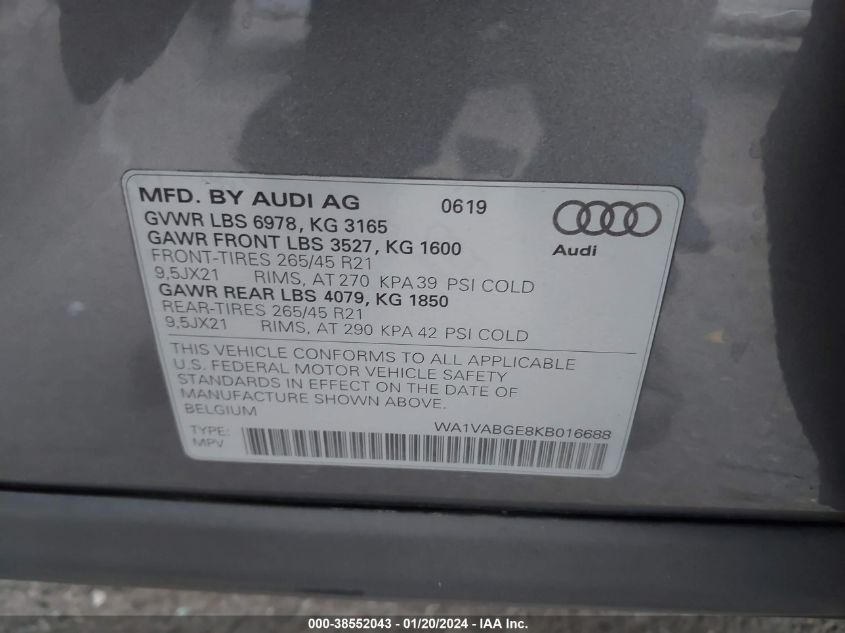 MFD. BY AUDI AG 0619
GVWR LBS 6978, KG 3165
GAWR FRONT LBS 3527, KG 1600
Audi
FRONT-TIRES 265/45 R21
9,5JX21 RIMS, AT 270 KPA 39 PSI COLD
GAWR REAR LBS 4079, KG 1850
REAR-TIRES 265/45 R21
9,5JX21 RIMS, AT 290 KPA 42 PSI COLD
THIS VEHICLE CONFORMS TO ALL APPLICABLE
U.S. FEDERAL MOTOR VEHICLE SAFETY
STANDARDS IN EFFECT ON THE DATE OF
MANUFACTURE SHOWN ABOVE.
BELGIUM
WA1VABGE8KB016688
TYPE:
MPV
000-38552043 / 01/20/2024 - IAA Inc.